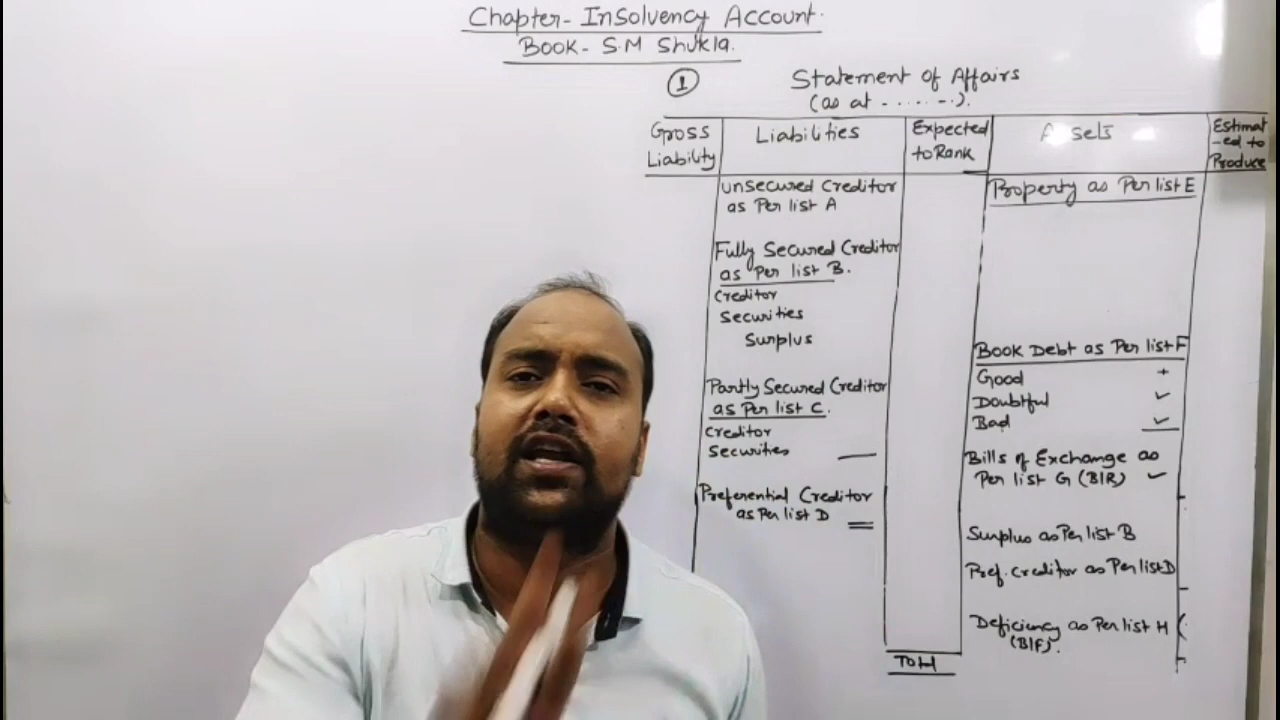 Chapter- Insolvency Account.
Book- S.M Shukla.
1
Statement of Affairs
(as at .......).
Gross
Liability
Liabilities
Expected
to Rank
Assets
Estimat
-ed to
Produce
Unsecured Creditor
as Per list A
Fully Secured Creditor
as Per list B.
Creditor
Securities
Surplus
Partly Secured Creditor
as Per list C.
Creditor
Securities
Preferential Creditor
as Per list D
Total
Property as Per list E
Book Debt as Per list F
Good +
Doubtful ✓
Bad ✓
Bills of Exchange as
Per list G (B/R) ✓
Surplus as Per list B
Pref. Creditor as Per list D
Deficiency as Per list H
(B/F).